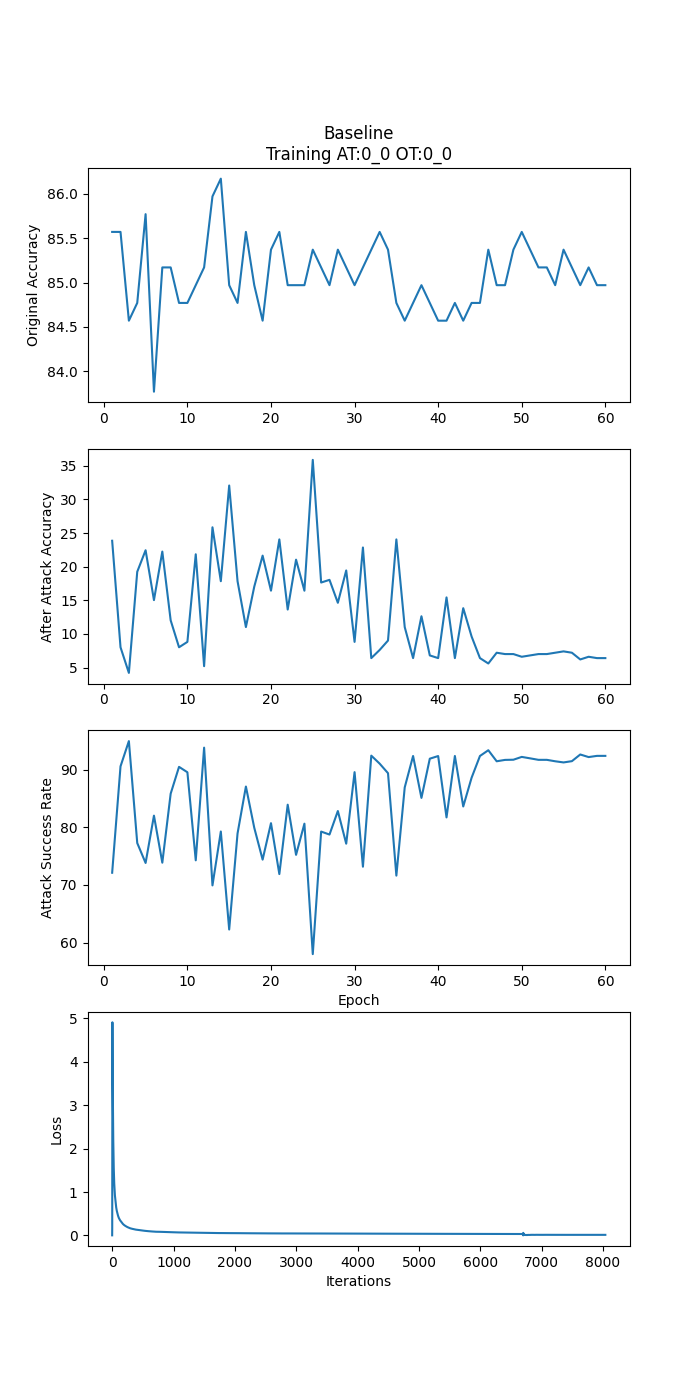 Baseline
Training AT:0_0 OT:0_0
Original Accuracy
86.0
85.5
85.0
84.5
84.0
0 10 20 30 40 50 60
After Attack Accuracy
35
30
25
20
15
10
5
0 10 20 30 40 50 60
Attack Success Rate
90
80
70
60
0 10 20 30 40 50 60
Epoch
Loss
5
4
3
2
1
0
0 1000 2000 3000 4000 5000 6000 7000 8000
Iterations